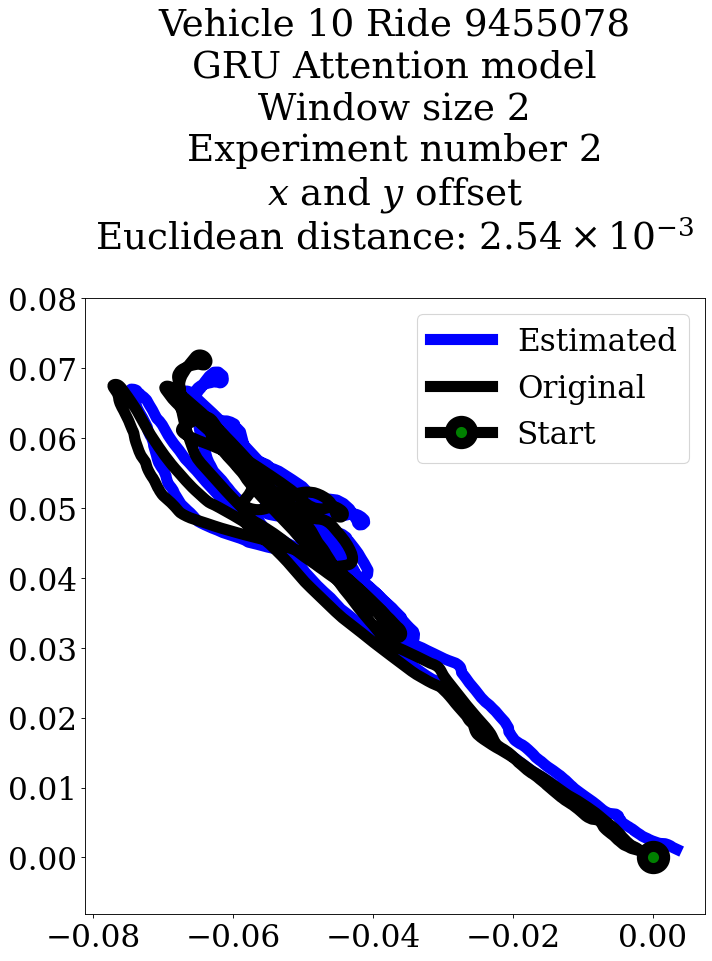 Vehicle 10 Ride 9455078
GRU Attention model
Window size 2
Experiment number 2
x and y offset
Euclidean distance: 2.54 × 10⁻³
Estimated
Original
Start
0.08
0.07
0.06
0.05
0.04
0.03
0.02
0.01
0.00
−0.08 −0.06 −0.04 −0.02 0.00